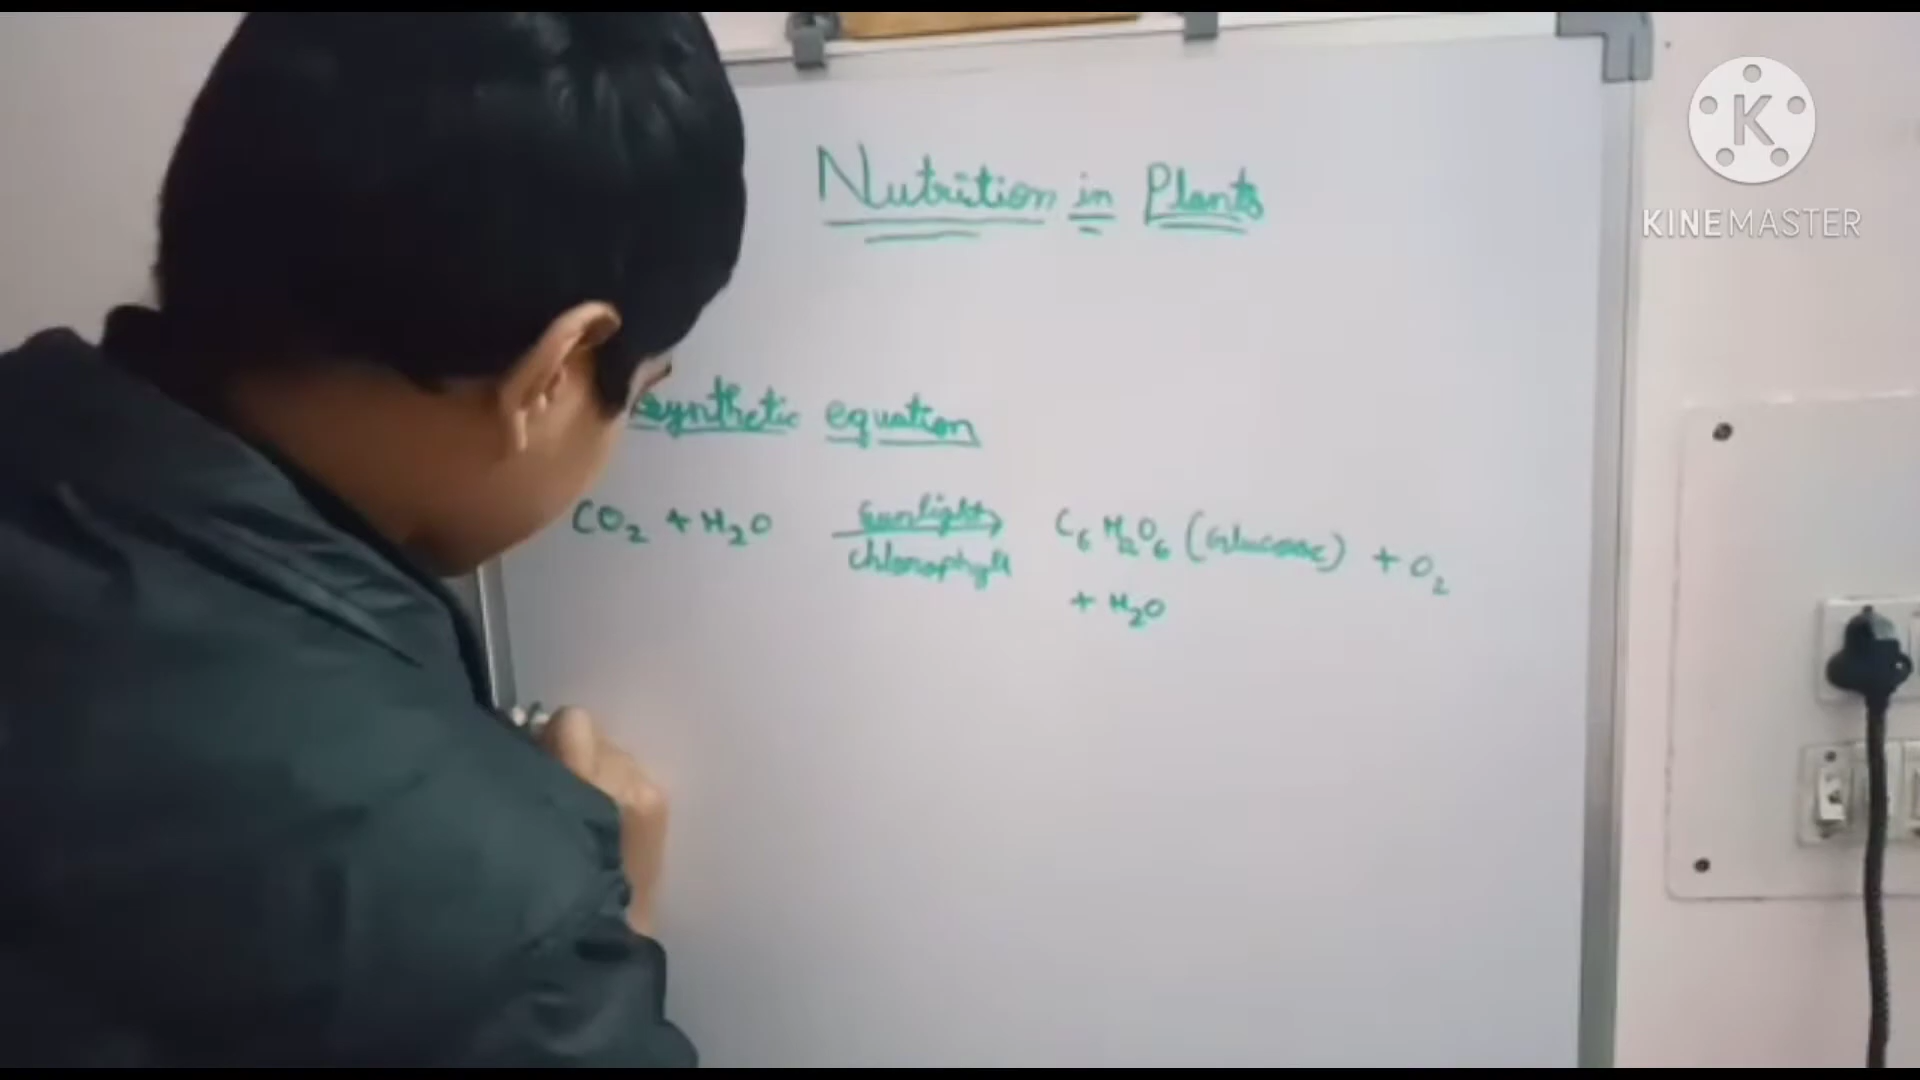 Nutrition in Plants
synthetic equation
CO₂ + H₂O sunlight C₆H₁₂O₆ (Glucose) + O₂
chlorophyll
+ H₂O
K
KINEMASTER